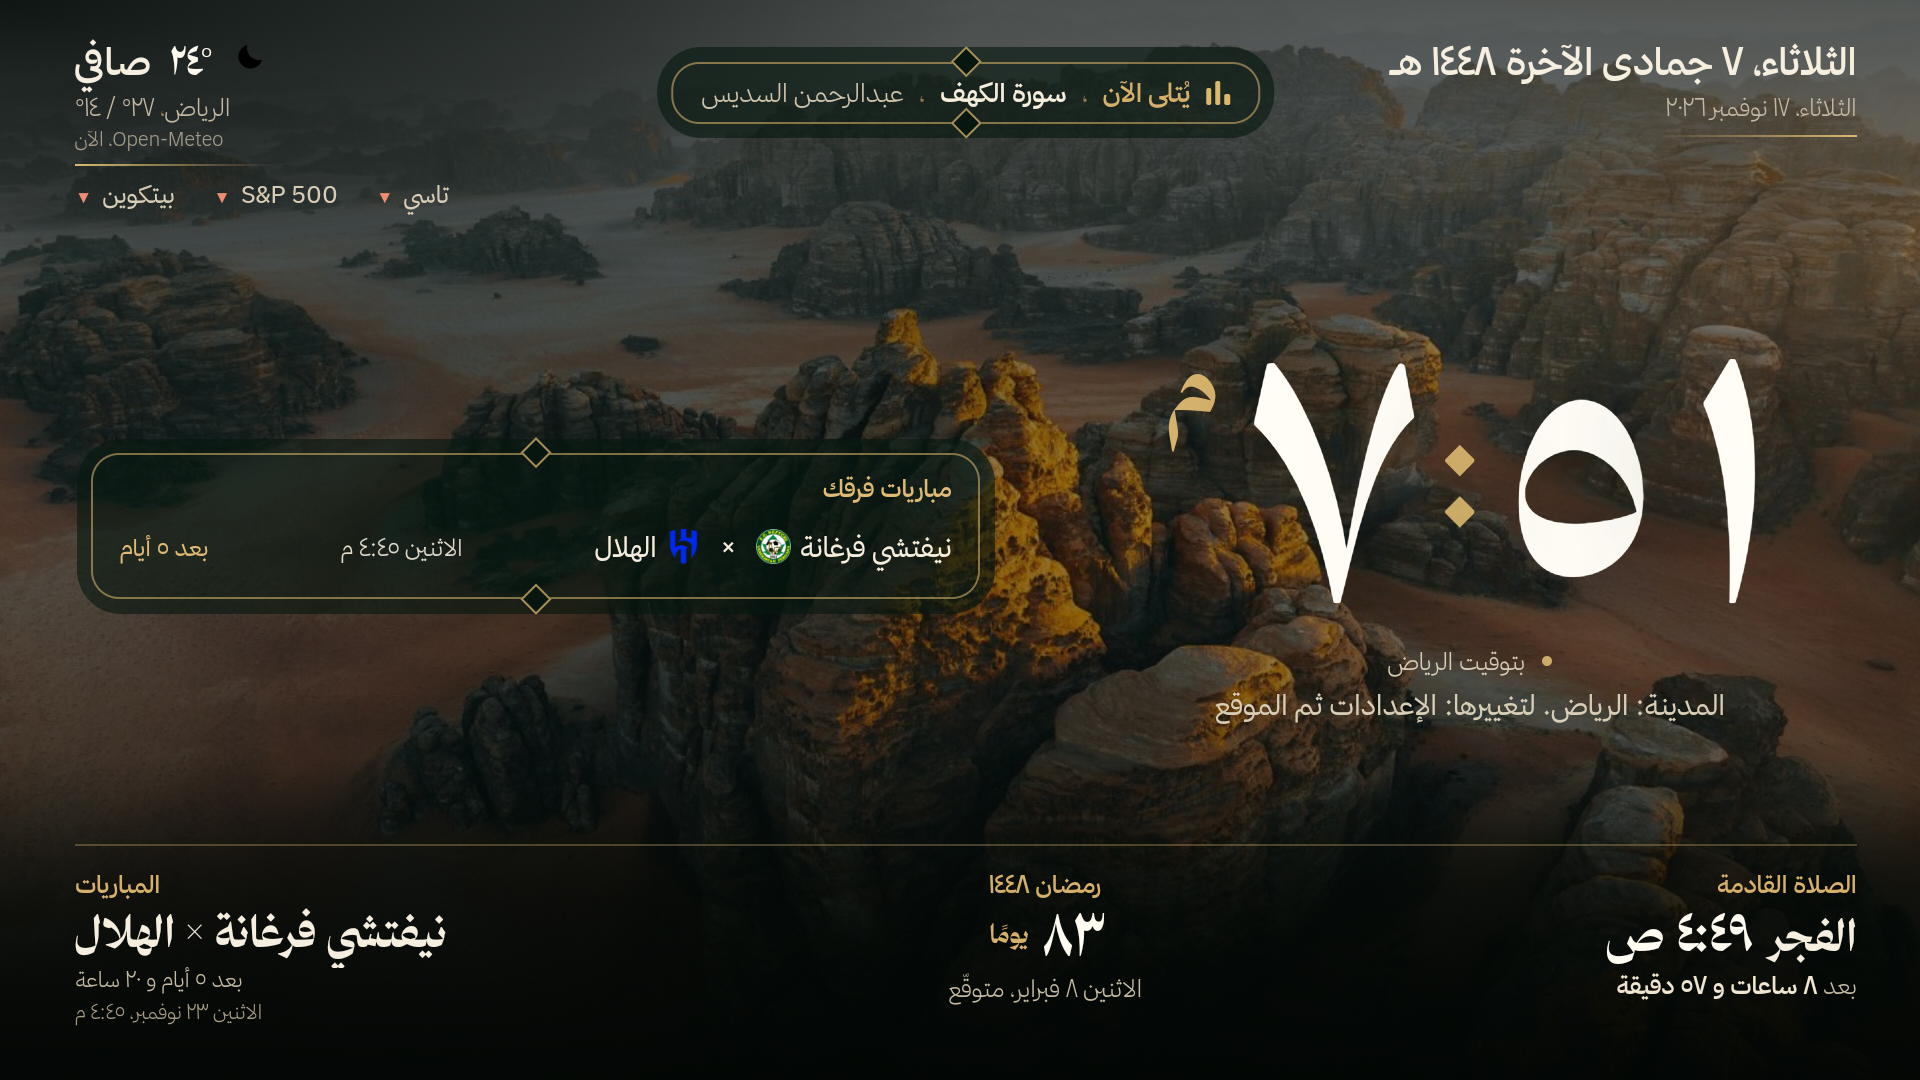 الثلاثاء، ٧ جمادى الآخرة ١٤٤٨ هـ
الثلاثاء، ١٧ نوفمبر ٢٠٢٦
يُتلى الآن ، سورة الكهف ، عبدالرحمن السديس
٢٤° صافي
الرياض، ٢٧° / ١٤°
Open-Meteo، الآن
تاسي ▼ S&P 500 ▼ بيتكوين ▼
٧:٥١ م
بتوقيت الرياض
المدينة: الرياض. لتغييرها: الإعدادات ثم الموقع
مباريات فرقك
نيفتشي فرغانة × الهلال الاثنين ٤:٤٥ م بعد ٥ أيام
الصلاة القادمة
الفجر ٤:٤٩ ص
بعد ٨ ساعات و ٥٧ دقيقة
رمضان ١٤٤٨
٨٣ يومًا
الاثنين ٨ فبراير، متوقّع
المباريات
نيفتشي فرغانة × الهلال
بعد ٥ أيام و ٢٠ ساعة
الاثنين ٢٣ نوفمبر، ٤:٤٥ م